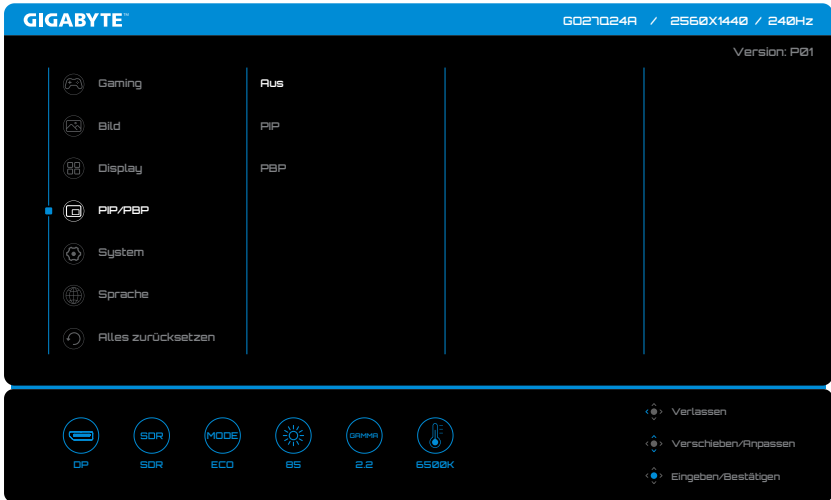 GIGABYTE™
GO27Q24A / 2560X1440 / 240Hz
Version: P01
Gaming
Aus
Bild
PIP
Display
PBP
PIP/PBP
System
Sprache
Alles zurücksetzen
SDR
MODE
GAMMA
DP
SDR
ECO
85
2.2
6500K
Verlassen
Verschieben/Anpassen
Eingeben/Bestätigen